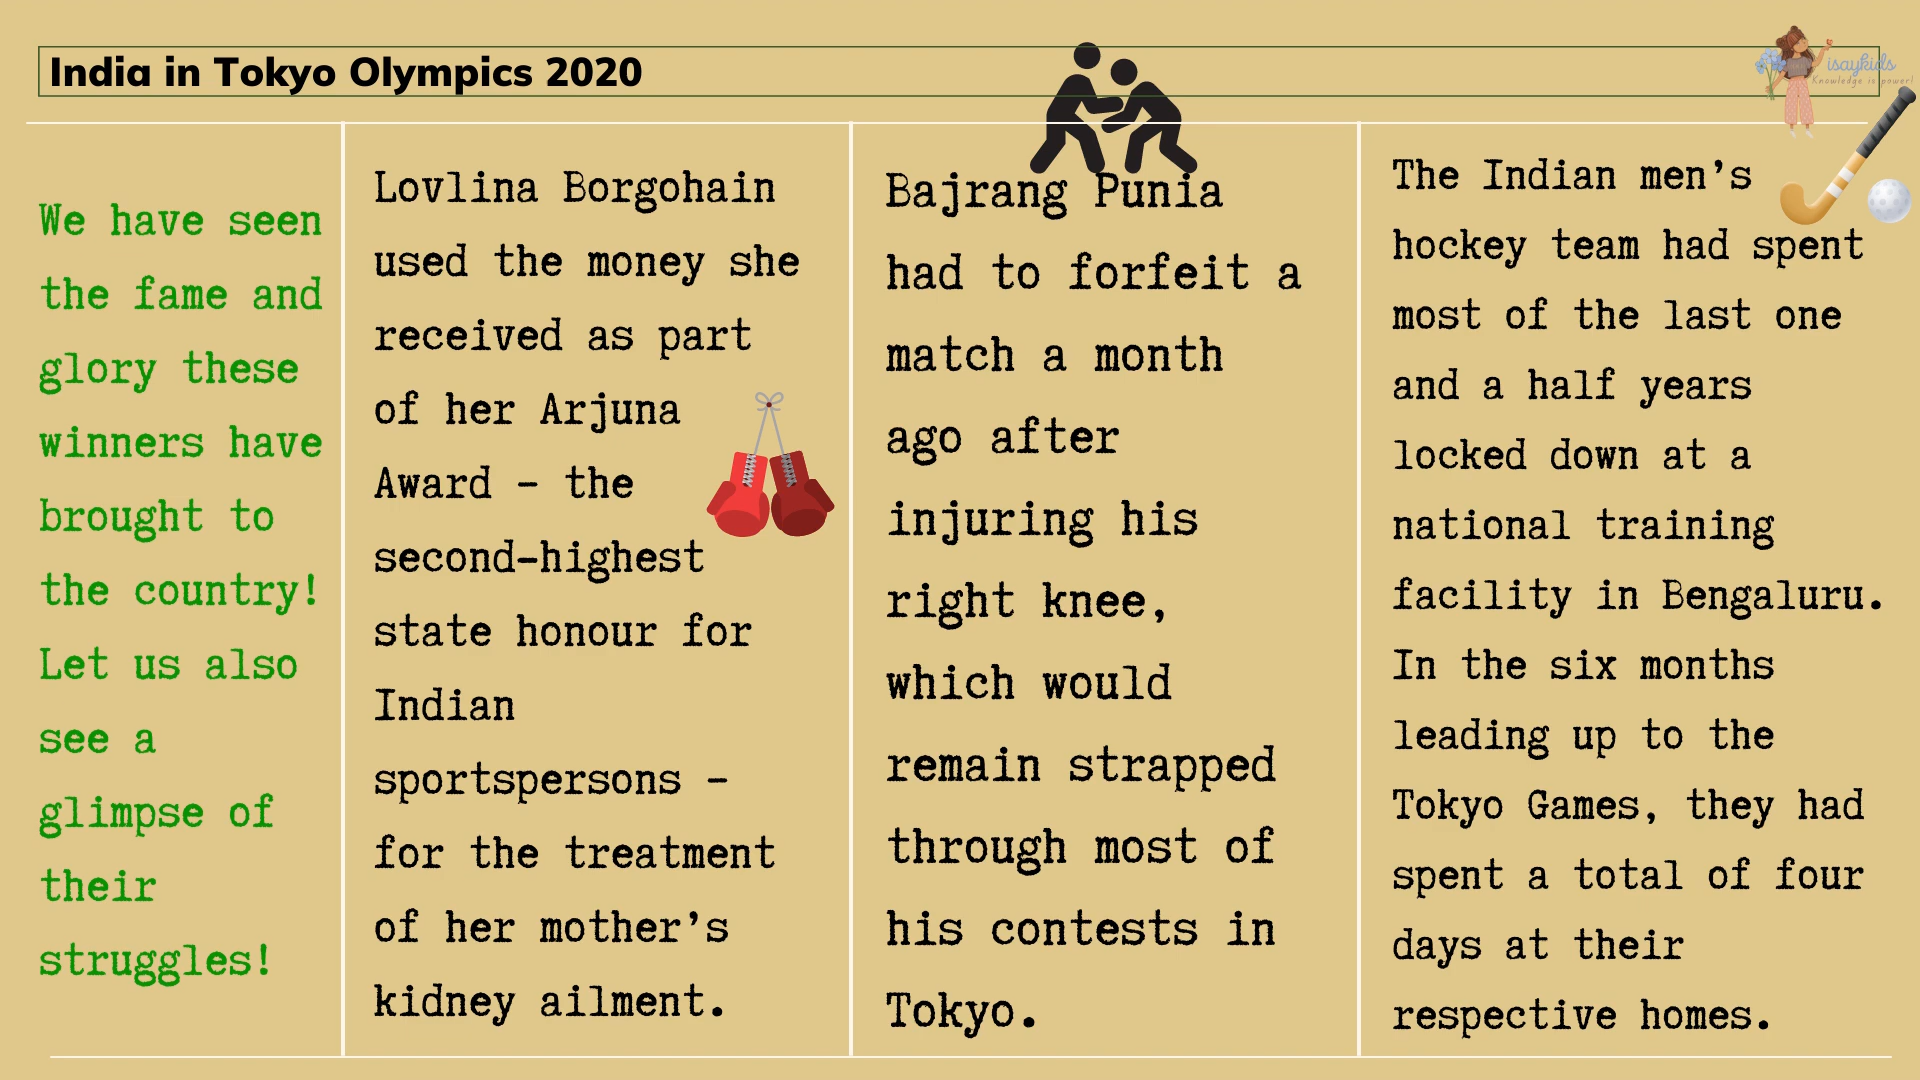 India in Tokyo Olympics 2020
isaykids
Knowledge is power!
We have seen
the fame and
glory these
winners have
brought to
the country!
Let us also
see a
glimpse of
their
struggles!
Lovlina Borgohain
used the money she
received as part
of her Arjuna
Award – the
second-highest
state honour for
Indian
sportspersons –
for the treatment
of her mother’s
kidney ailment.
Bajrang Punia
had to forfeit a
match a month
ago after
injuring his
right knee,
which would
remain strapped
through most of
his contests in
Tokyo.
The Indian men’s
hockey team had spent
most of the last one
and a half years
locked down at a
national training
facility in Bengaluru.
In the six months
leading up to the
Tokyo Games, they had
spent a total of four
days at their
respective homes.